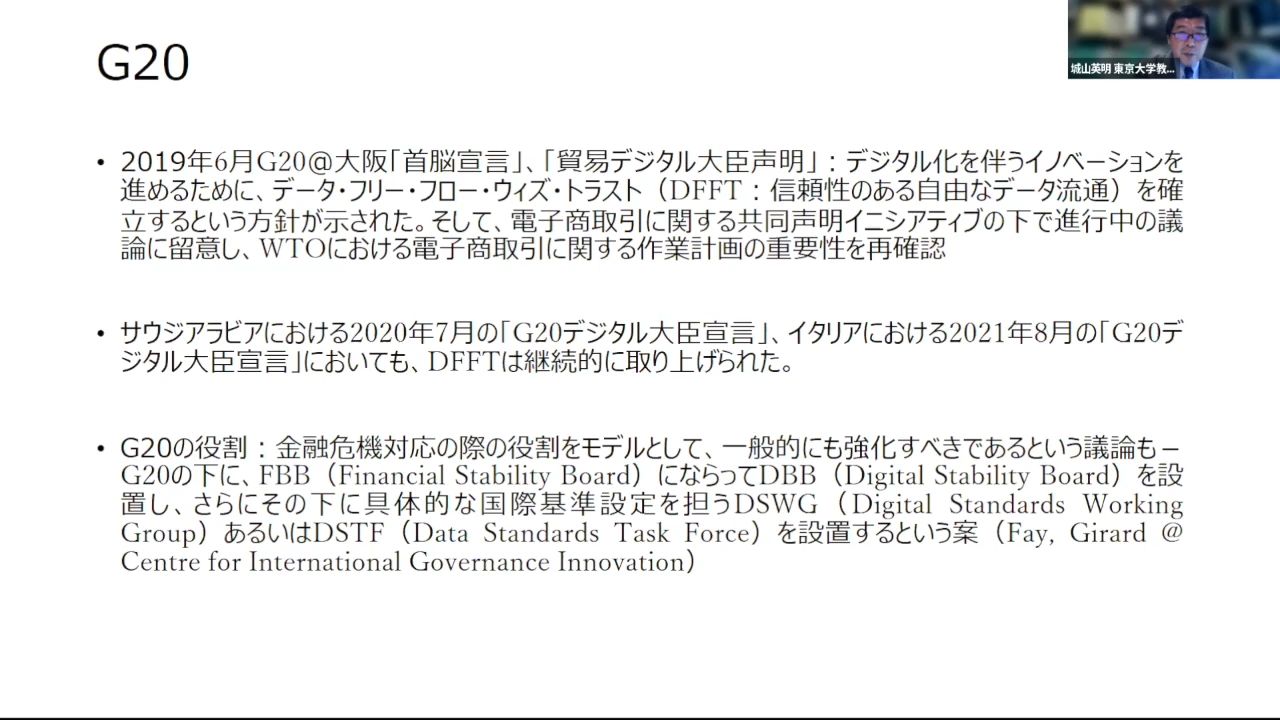 G20
城山英明 東京大学教...
• 2019年6月G20@大阪「首脳宣言」、「貿易デジタル大臣声明」：デジタル化を伴うイノベーションを
進めるために、データ・フリー・フロー・ウィズ・トラスト（DFFT：信頼性のある自由なデータ流通）を確
立するという方針が示された。そして、電子商取引に関する共同声明イニシアティブの下で進行中の議
論に留意し、WTOにおける電子商取引に関する作業計画の重要性を再確認
• サウジアラビアにおける2020年7月の「G20デジタル大臣宣言」、イタリアにおける2021年8月の「G20デ
ジタル大臣宣言」においても、DFFTは継続的に取り上げられた。
• G20の役割：金融危機対応の際の役割をモデルとして、一般的にも強化すべきであるという議論も－
G20の下に、FBB（Financial Stability Board）にならってDBB（Digital Stability Board）を設
置し、さらにその下に具体的な国際基準設定を担うDSWG（Digital Standards Working
Group）あるいはDSTF（Data Standards Task Force）を設置するという案（Fay, Girard @
Centre for International Governance Innovation）